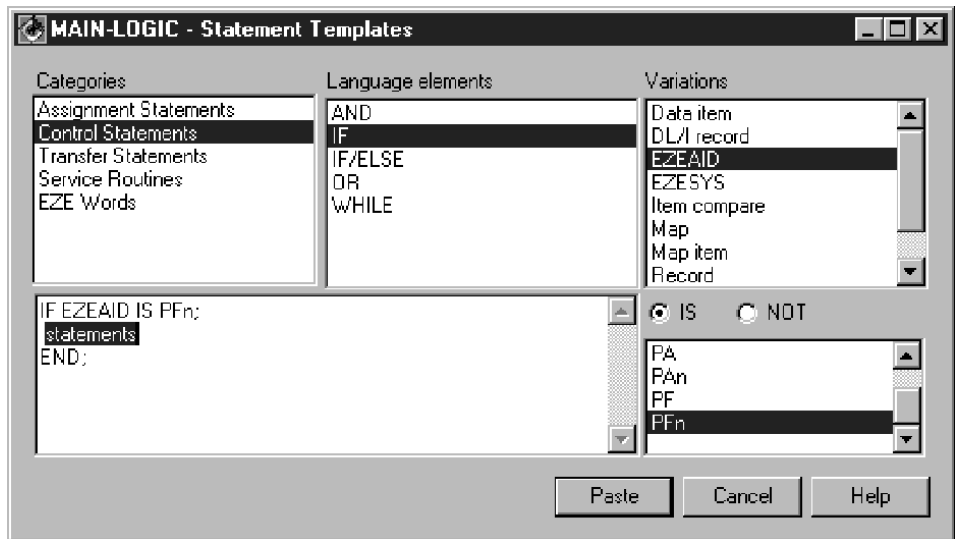 MAIN-LOGIC - Statement Templates
Categories
Assignment Statements
Control Statements
Transfer Statements
Service Routines
EZE Words
Language elements
AND
IF
IF/ELSE
OR
WHILE
Variations
Data item
DL/I record
EZEAID
EZESYS
Item compare
Map
Map item
Record
IF EZEAID IS PFn;
statements
END;
IS NOT
PA
PAn
PF
PFn
Paste Cancel Help